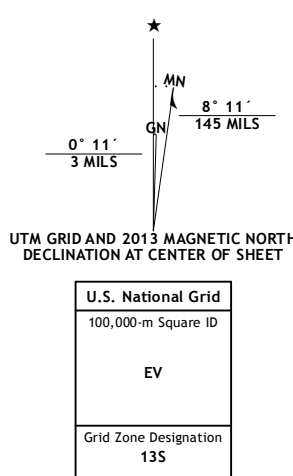 ★
MN
8° 11´
145 MILS
GN
0° 11´
3 MILS
UTM GRID AND 2013 MAGNETIC NORTH
DECLINATION AT CENTER OF SHEET
U.S. National Grid
100,000-m Square ID
EV
Grid Zone Designation
13S